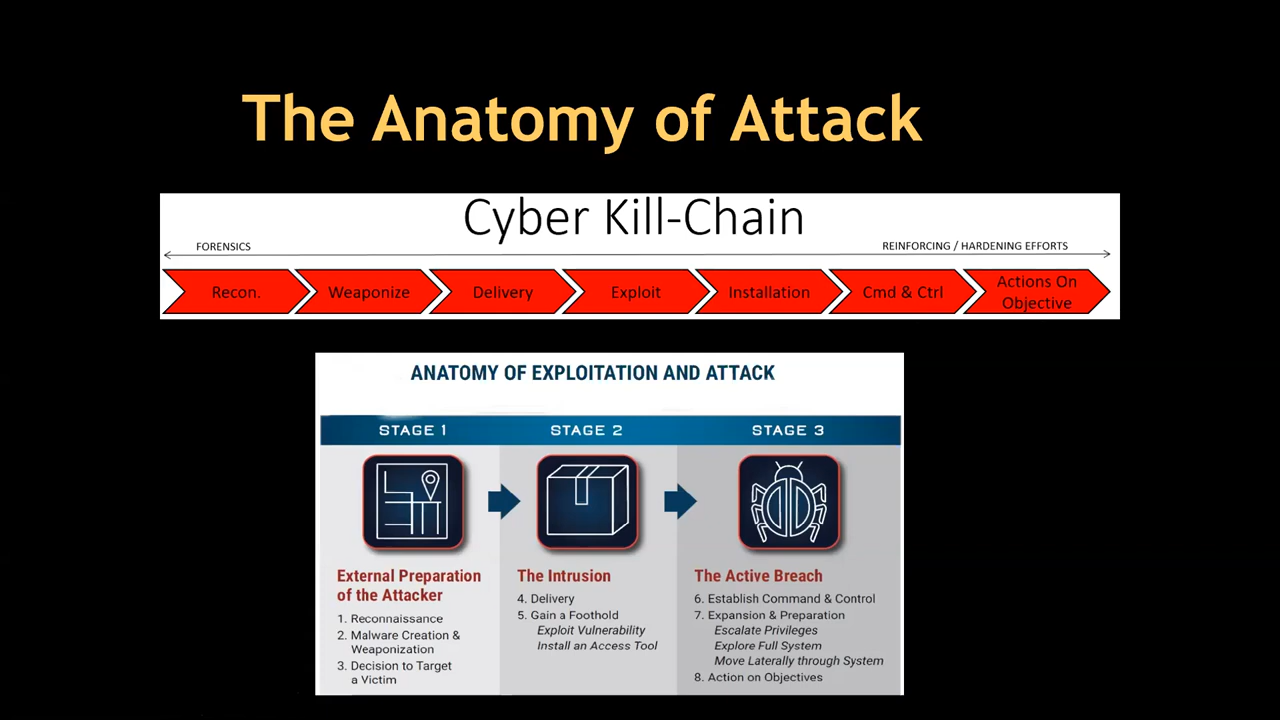 The Anatomy of Attack
Cyber Kill-Chain
FORENSICS
REINFORCING / HARDENING EFFORTS
Recon.
Weaponize
Delivery
Exploit
Installation
Cmd & Ctrl
Actions On
Objective
ANATOMY OF EXPLOITATION AND ATTACK
STAGE 1
STAGE 2
STAGE 3
External Preparation
of the Attacker
1. Reconnaissance
2. Malware Creation &
Weaponization
3. Decision to Target
a Victim
The Intrusion
4. Delivery
5. Gain a Foothold
Exploit Vulnerability
Install an Access Tool
The Active Breach
6. Establish Command & Control
7. Expansion & Preparation
Escalate Privileges
Explore Full System
Move Laterally through System
8. Action on Objectives